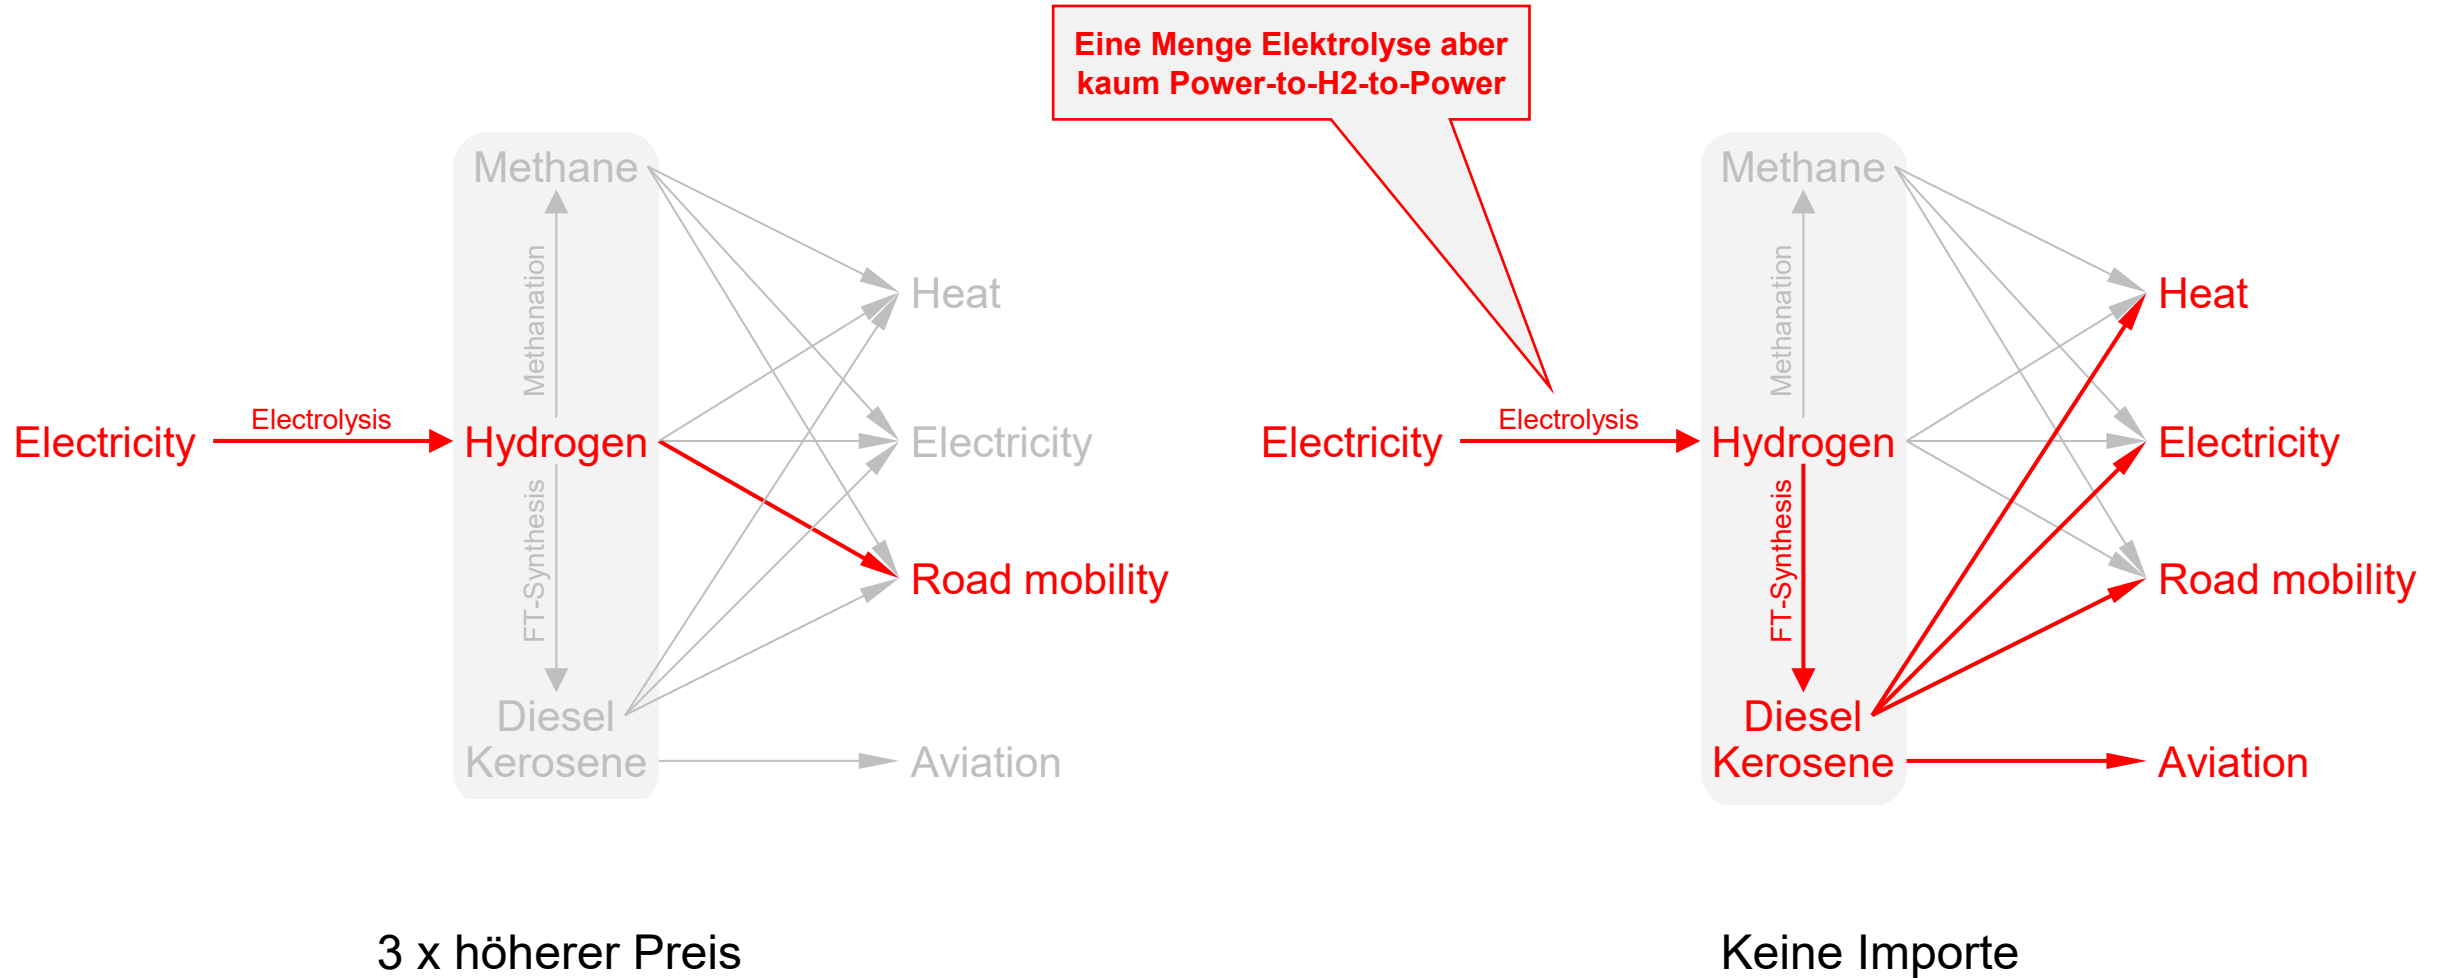 Eine Menge Elektrolyse aber
kaum Power-to-H2-to-Power
Methane
Methanation
Heat
Electricity
Electrolysis
Hydrogen
Electricity
FT-Synthesis
Road mobility
Diesel
Kerosene
Aviation
3 x höherer Preis
Methane
Methanation
Heat
Electricity
Electrolysis
Hydrogen
Electricity
FT-Synthesis
Road mobility
Diesel
Kerosene
Aviation
Keine Importe